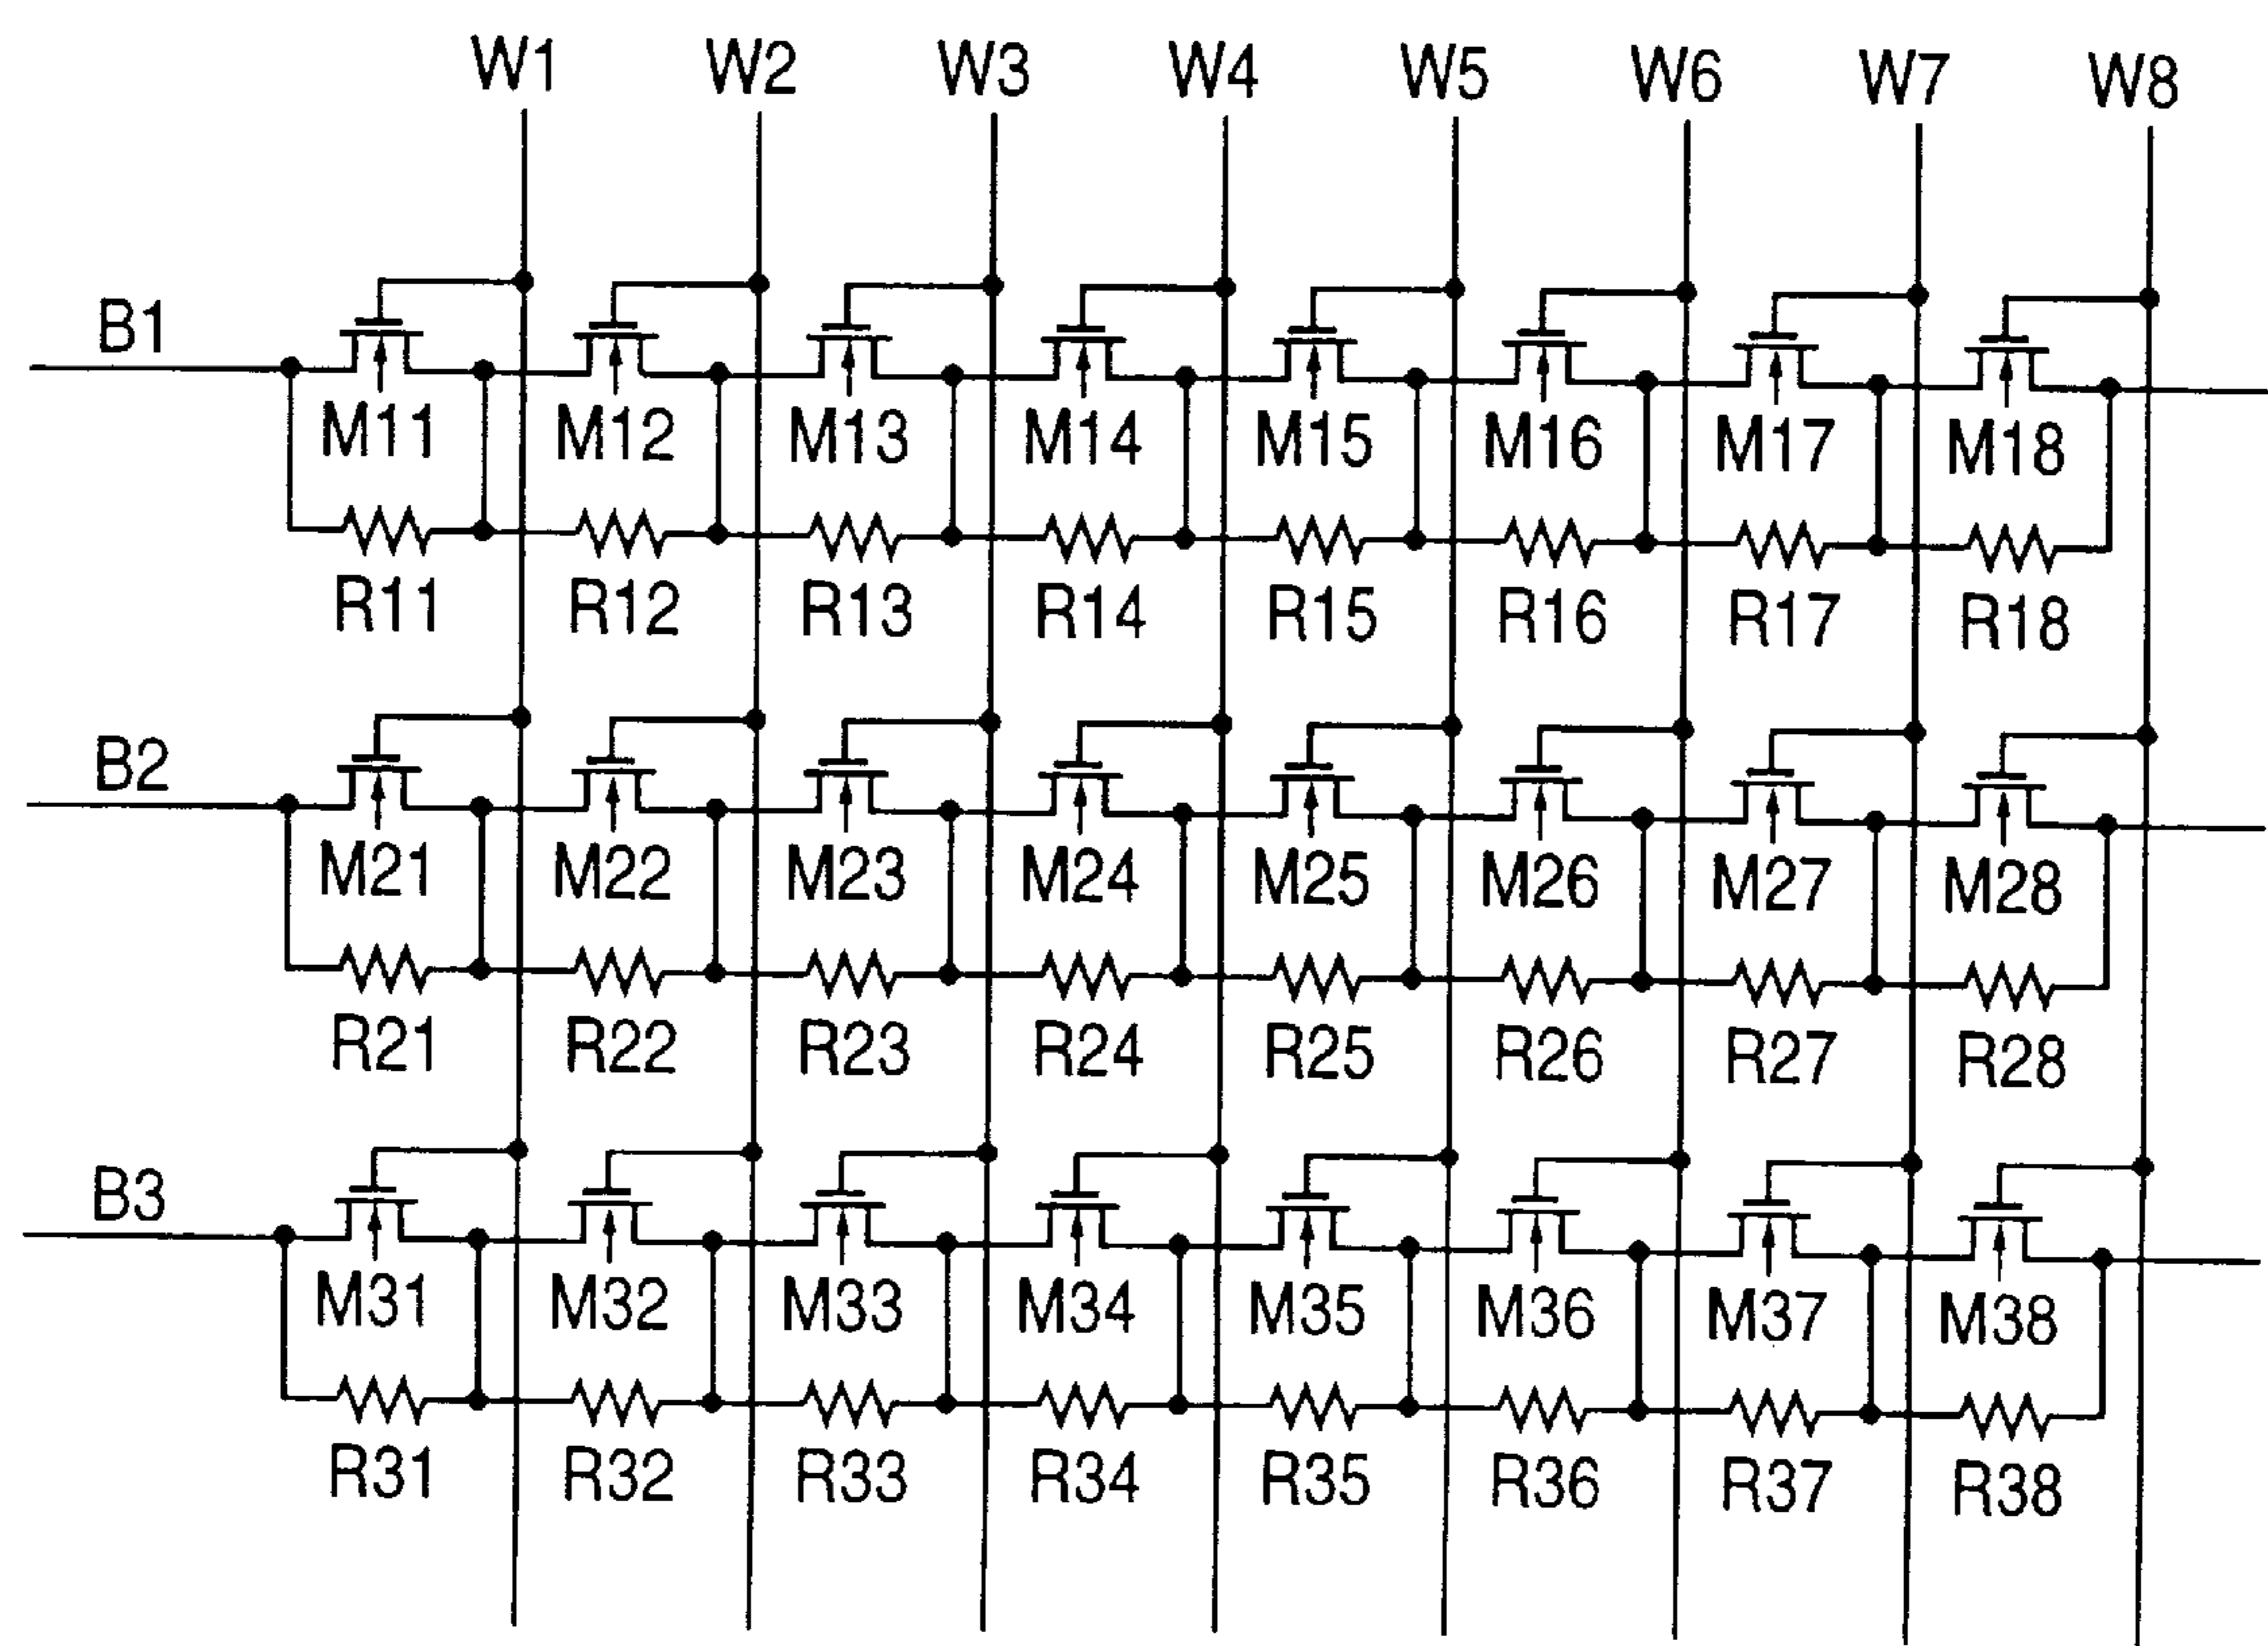 W1 W2 W3 W4 W5 W6 W7 W8
B1
M11 M12 M13 M14 M15 M16 M17 M18
R11 R12 R13 R14 R15 R16 R17 R18
B2
M21 M22 M23 M24 M25 M26 M27 M28
R21 R22 R23 R24 R25 R26 R27 R28
B3
M31 M32 M33 M34 M35 M36 M37 M38
R31 R32 R33 R34 R35 R36 R37 R38